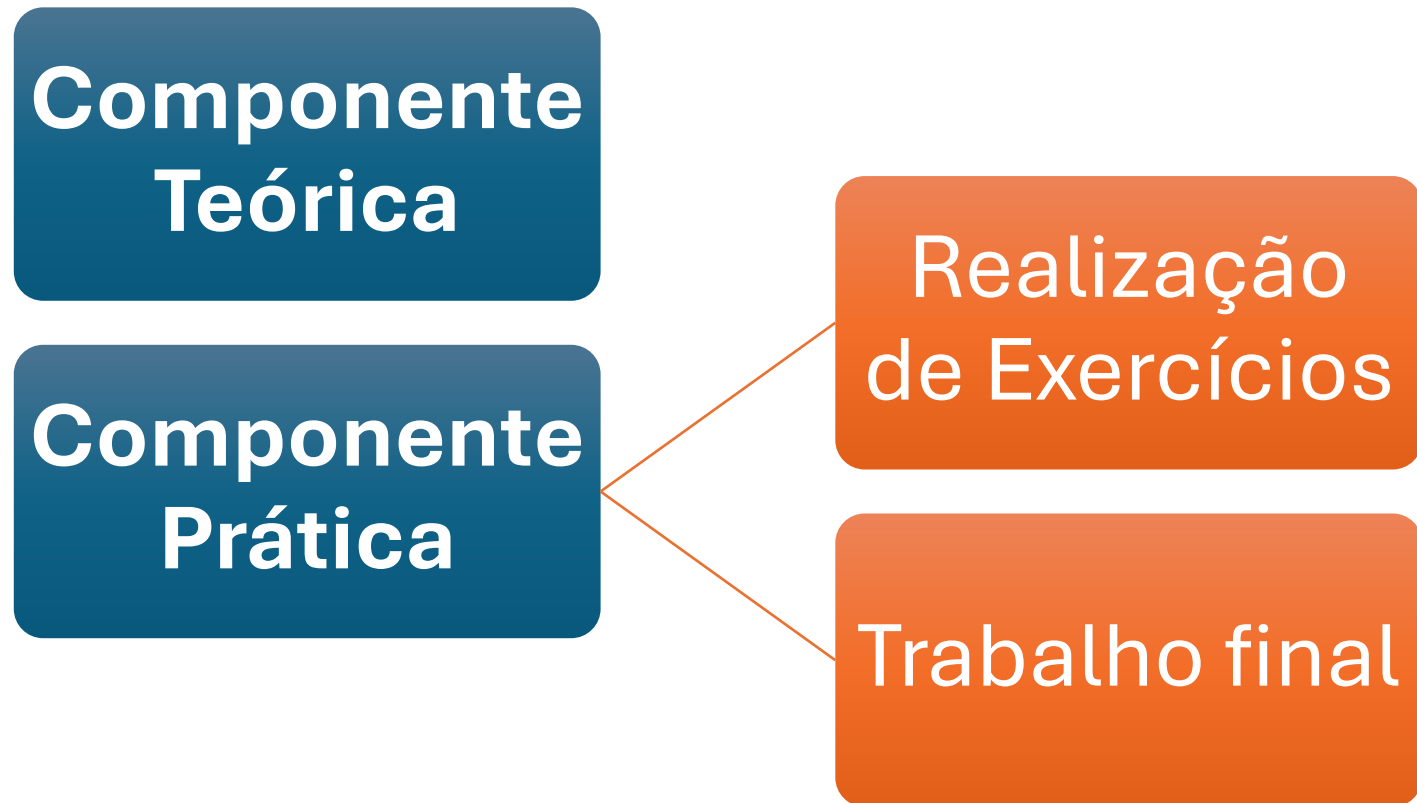 Componente
Teórica
Componente
Prática
Realização
de Exercícios
Trabalho final